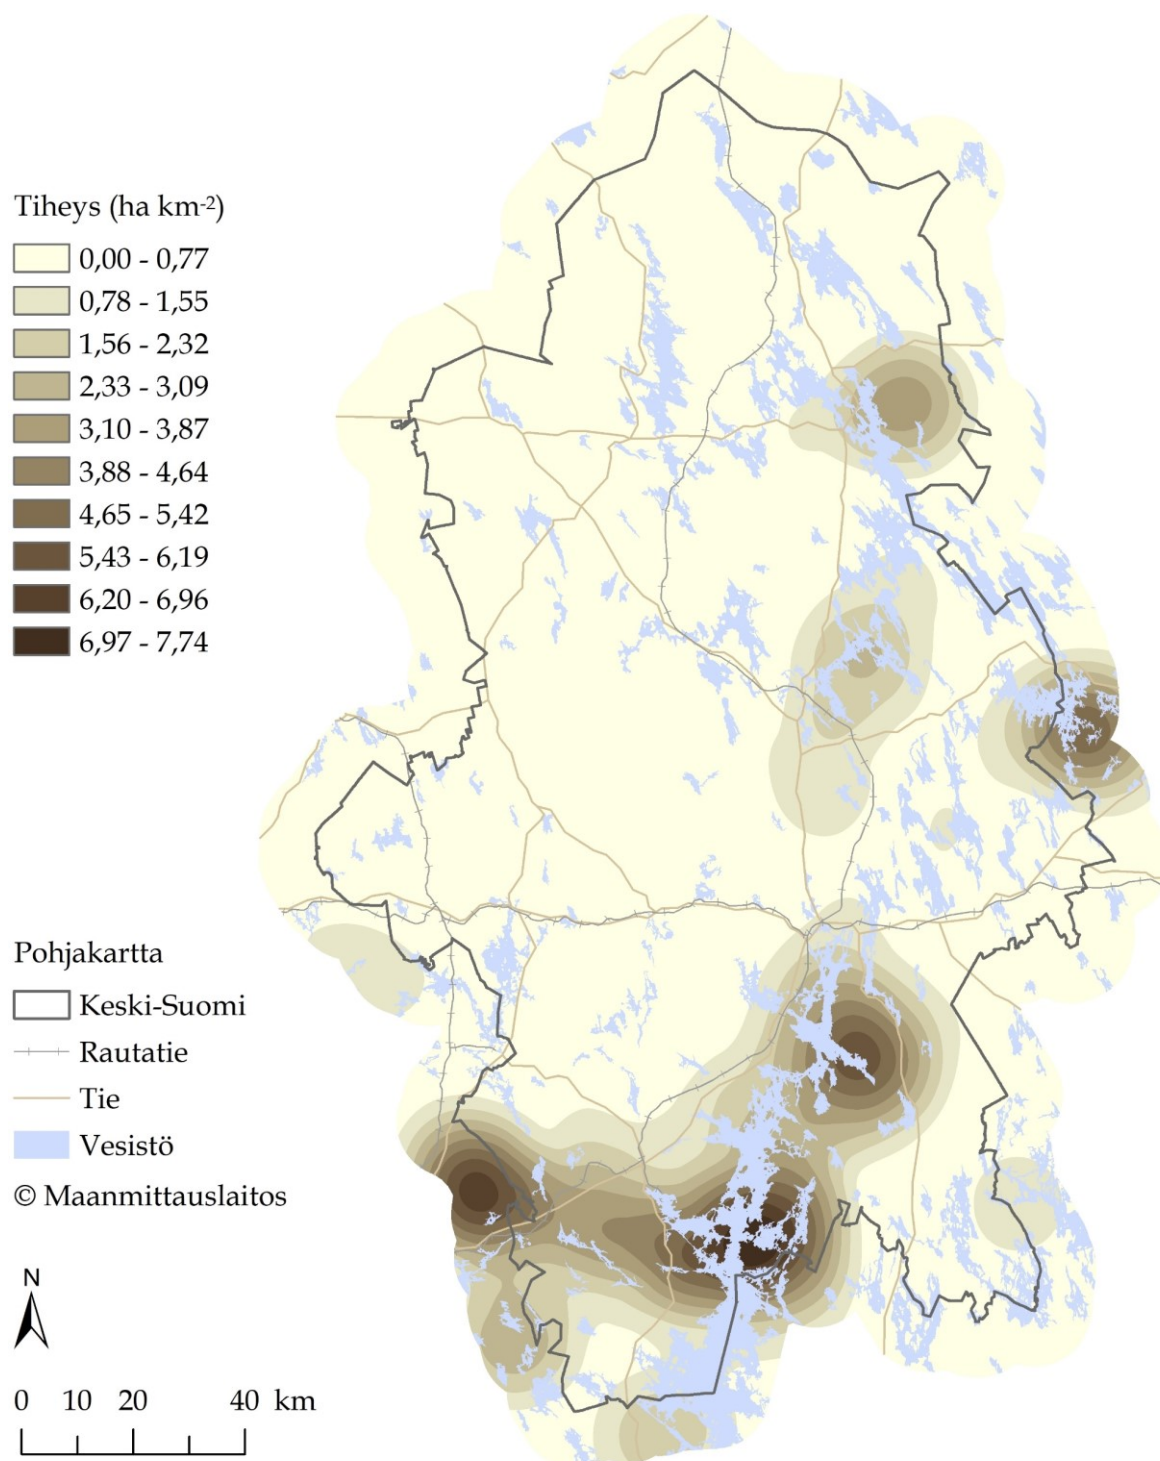 Tiheys (ha km-2)
0,00 - 0,77
0,78 - 1,55
1,56 - 2,32
2,33 - 3,09
3,10 - 3,87
3,88 - 4,64
4,65 - 5,42
5,43 - 6,19
6,20 - 6,96
6,97 - 7,74
Pohjakartta
Keski-Suomi
Rautatie
Tie
Vesistö
© Maanmittauslaitos
N
0 10 20 40 km